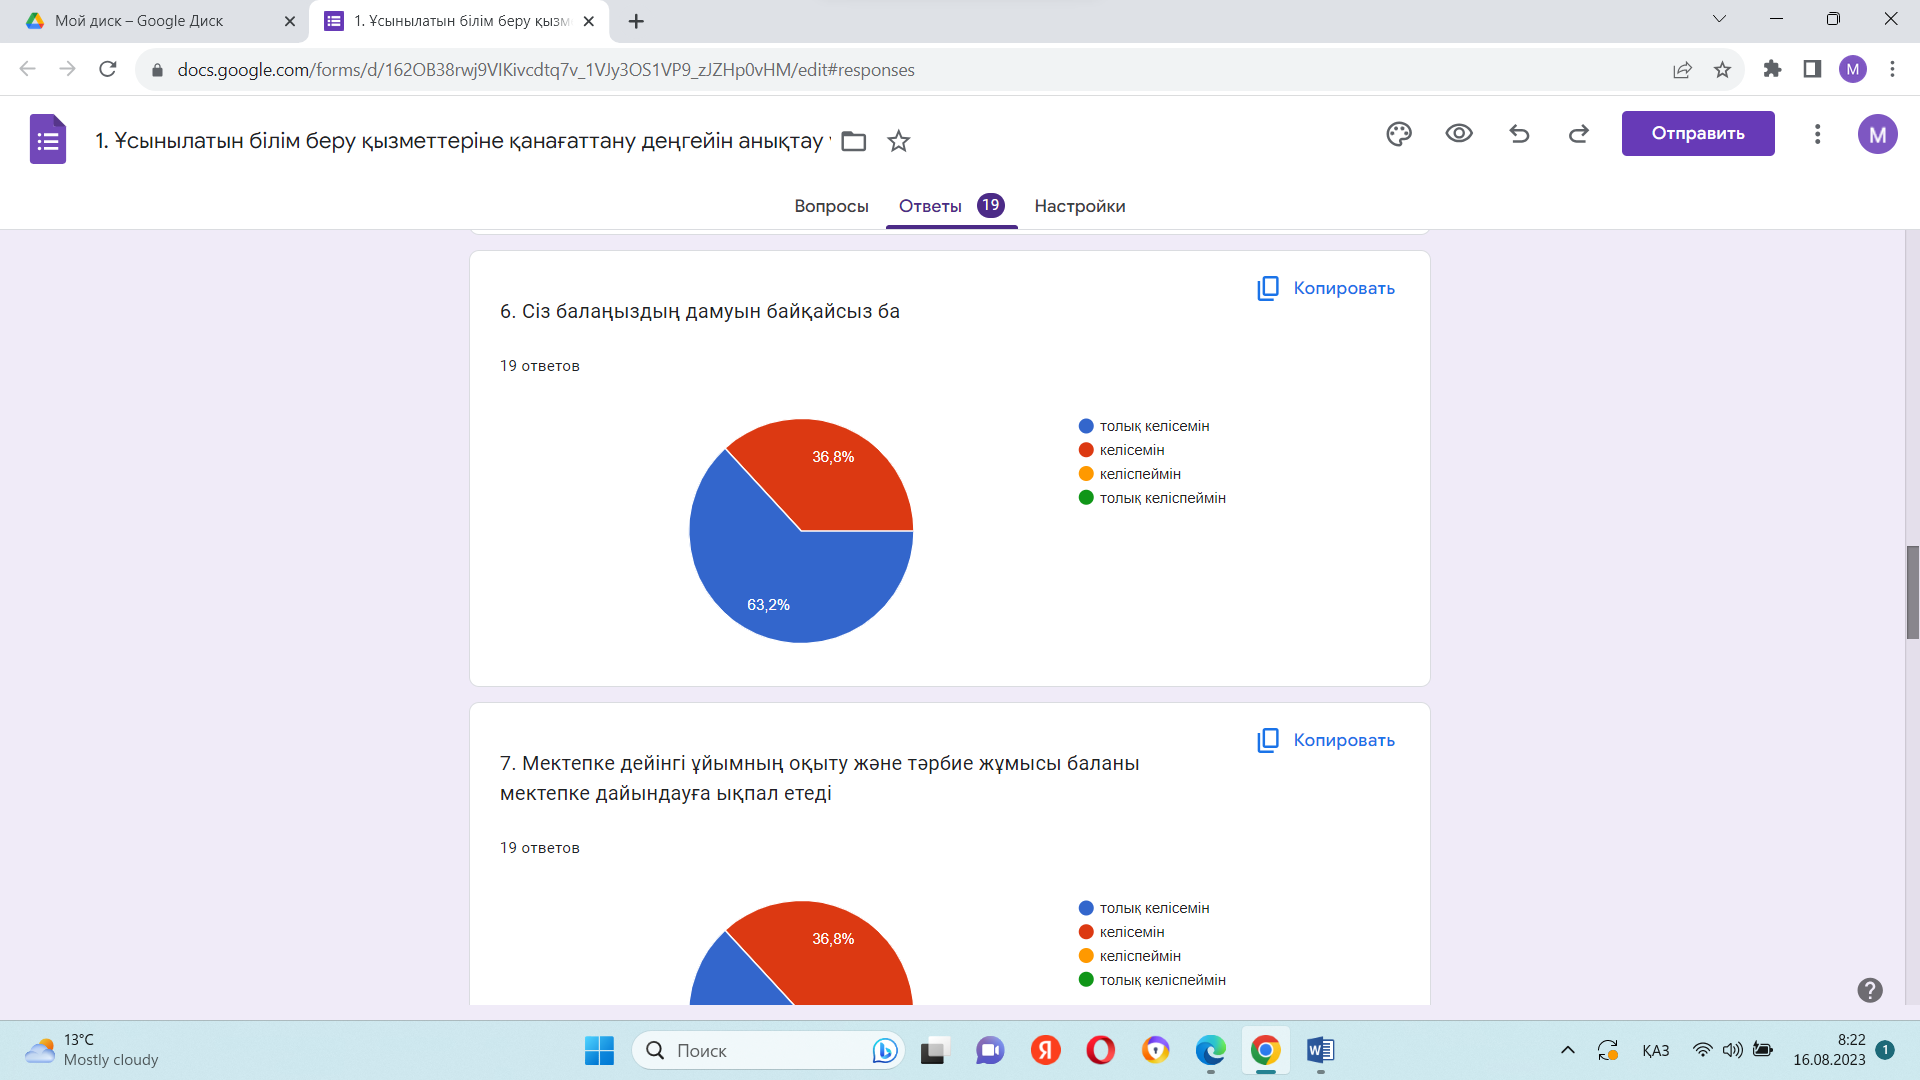 Мой диск – Google Диск
1. Ұсынылатын білім беру қызм
docs.google.com/forms/d/162OB38rwj9VIKivcdtq7v_1VJy3OS1VP9_zJZHp0vHM/edit#responses
M
1. Ұсынылатын білім беру қызметтеріне қанағаттану деңгейін анықтау
Отправить
M
Вопросы
Ответы 19
Настройки
Копировать
6. Сіз балаңыздың дамуын байқайсыз ба
19 ответов
36,8%
63,2%
толық келісемін
келісемін
келіспеймін
толық келіспеймін
Копировать
7. Мектепке дейінгі ұйымның оқыту және тәрбие жұмысы баланы
мектепке дайындауға ықпал етеді
19 ответов
36,8%
толық келісемін
келісемін
келіспеймін
толық келіспеймін
13°C
Mostly cloudy
Поиск
ҚАЗ
8:22
16.08.2023
1